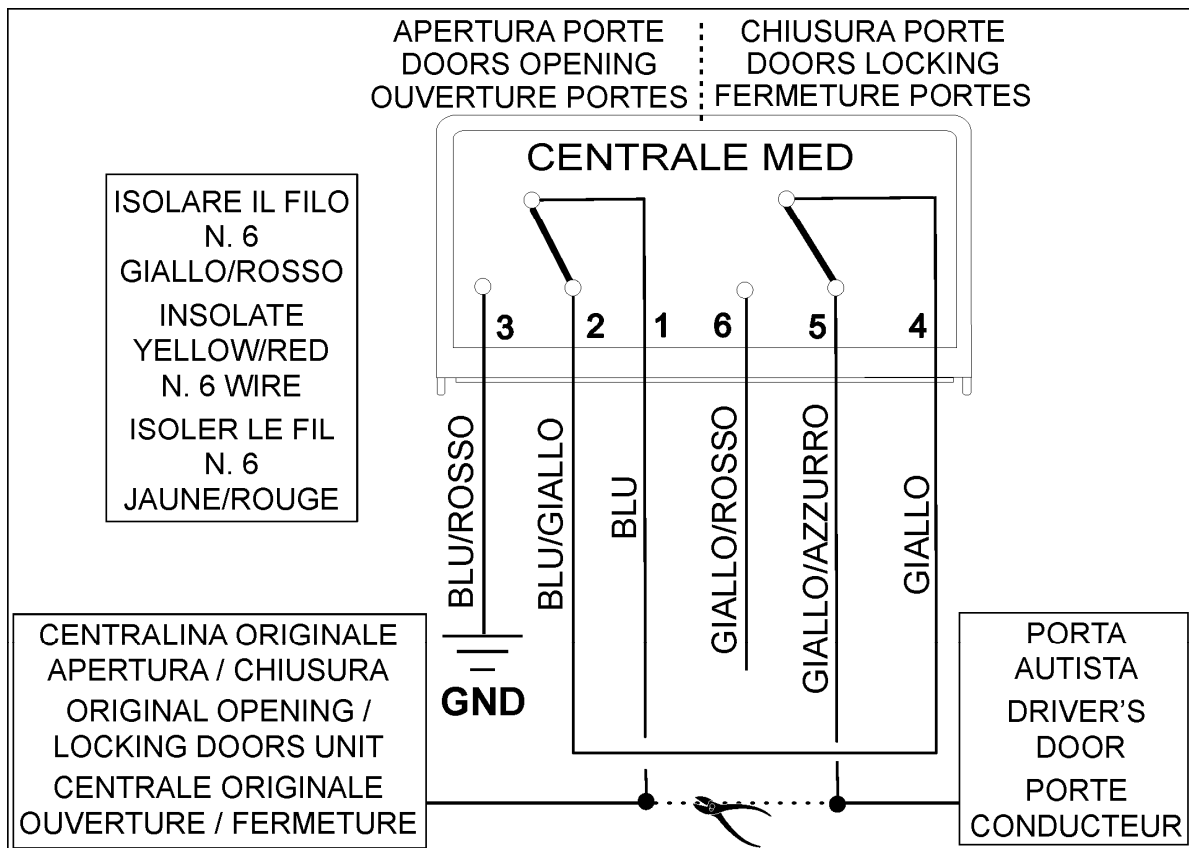 APERTURA PORTE
DOORS OPENING
OUVERTURE PORTES
CHIUSURA PORTE
DOORS LOCKING
FERMETURE PORTES
CENTRALE MED
ISOLARE IL FILO
N. 6
GIALLO/ROSSO
INSOLATE
YELLOW/RED
N. 6 WIRE
ISOLER LE FIL
N. 6
JAUNE/ROUGE
3 2 1 6 5 4
BLU/ROSSO
BLU/GIALLO
BLU
GIALLO/ROSSO
GIALLO/AZZURRO
GIALLO
GND
CENTRALINA ORIGINALE
APERTURA / CHIUSURA
ORIGINAL OPENING /
LOCKING DOORS UNIT
CENTRALE ORIGINALE
OUVERTURE / FERMETURE
PORTA
AUTISTA
DRIVER'S
DOOR
PORTE
CONDUCTEUR